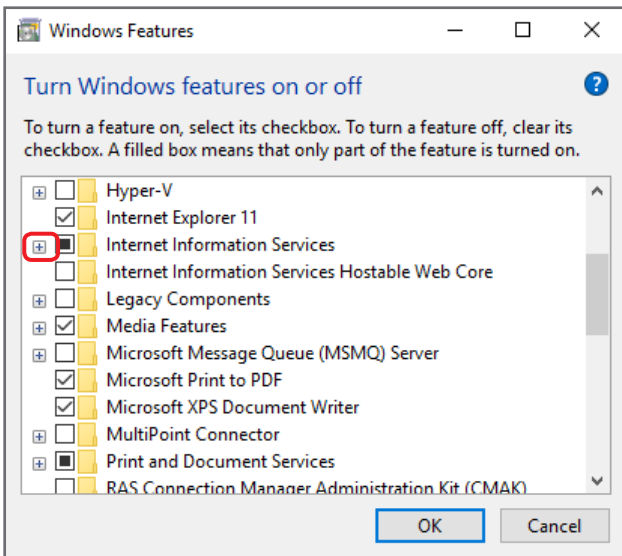 Windows Features
Turn Windows features on or off
?
To turn a feature on, select its checkbox. To turn a feature off, clear its
checkbox. A filled box means that only part of the feature is turned on.
Hyper-V
Internet Explorer 11
Internet Information Services
Internet Information Services Hostable Web Core
Legacy Components
Media Features
Microsoft Message Queue (MSMQ) Server
Microsoft Print to PDF
Microsoft XPS Document Writer
MultiPoint Connector
Print and Document Services
RAS Connection Manager Administration Kit (CMAK)
OK Cancel